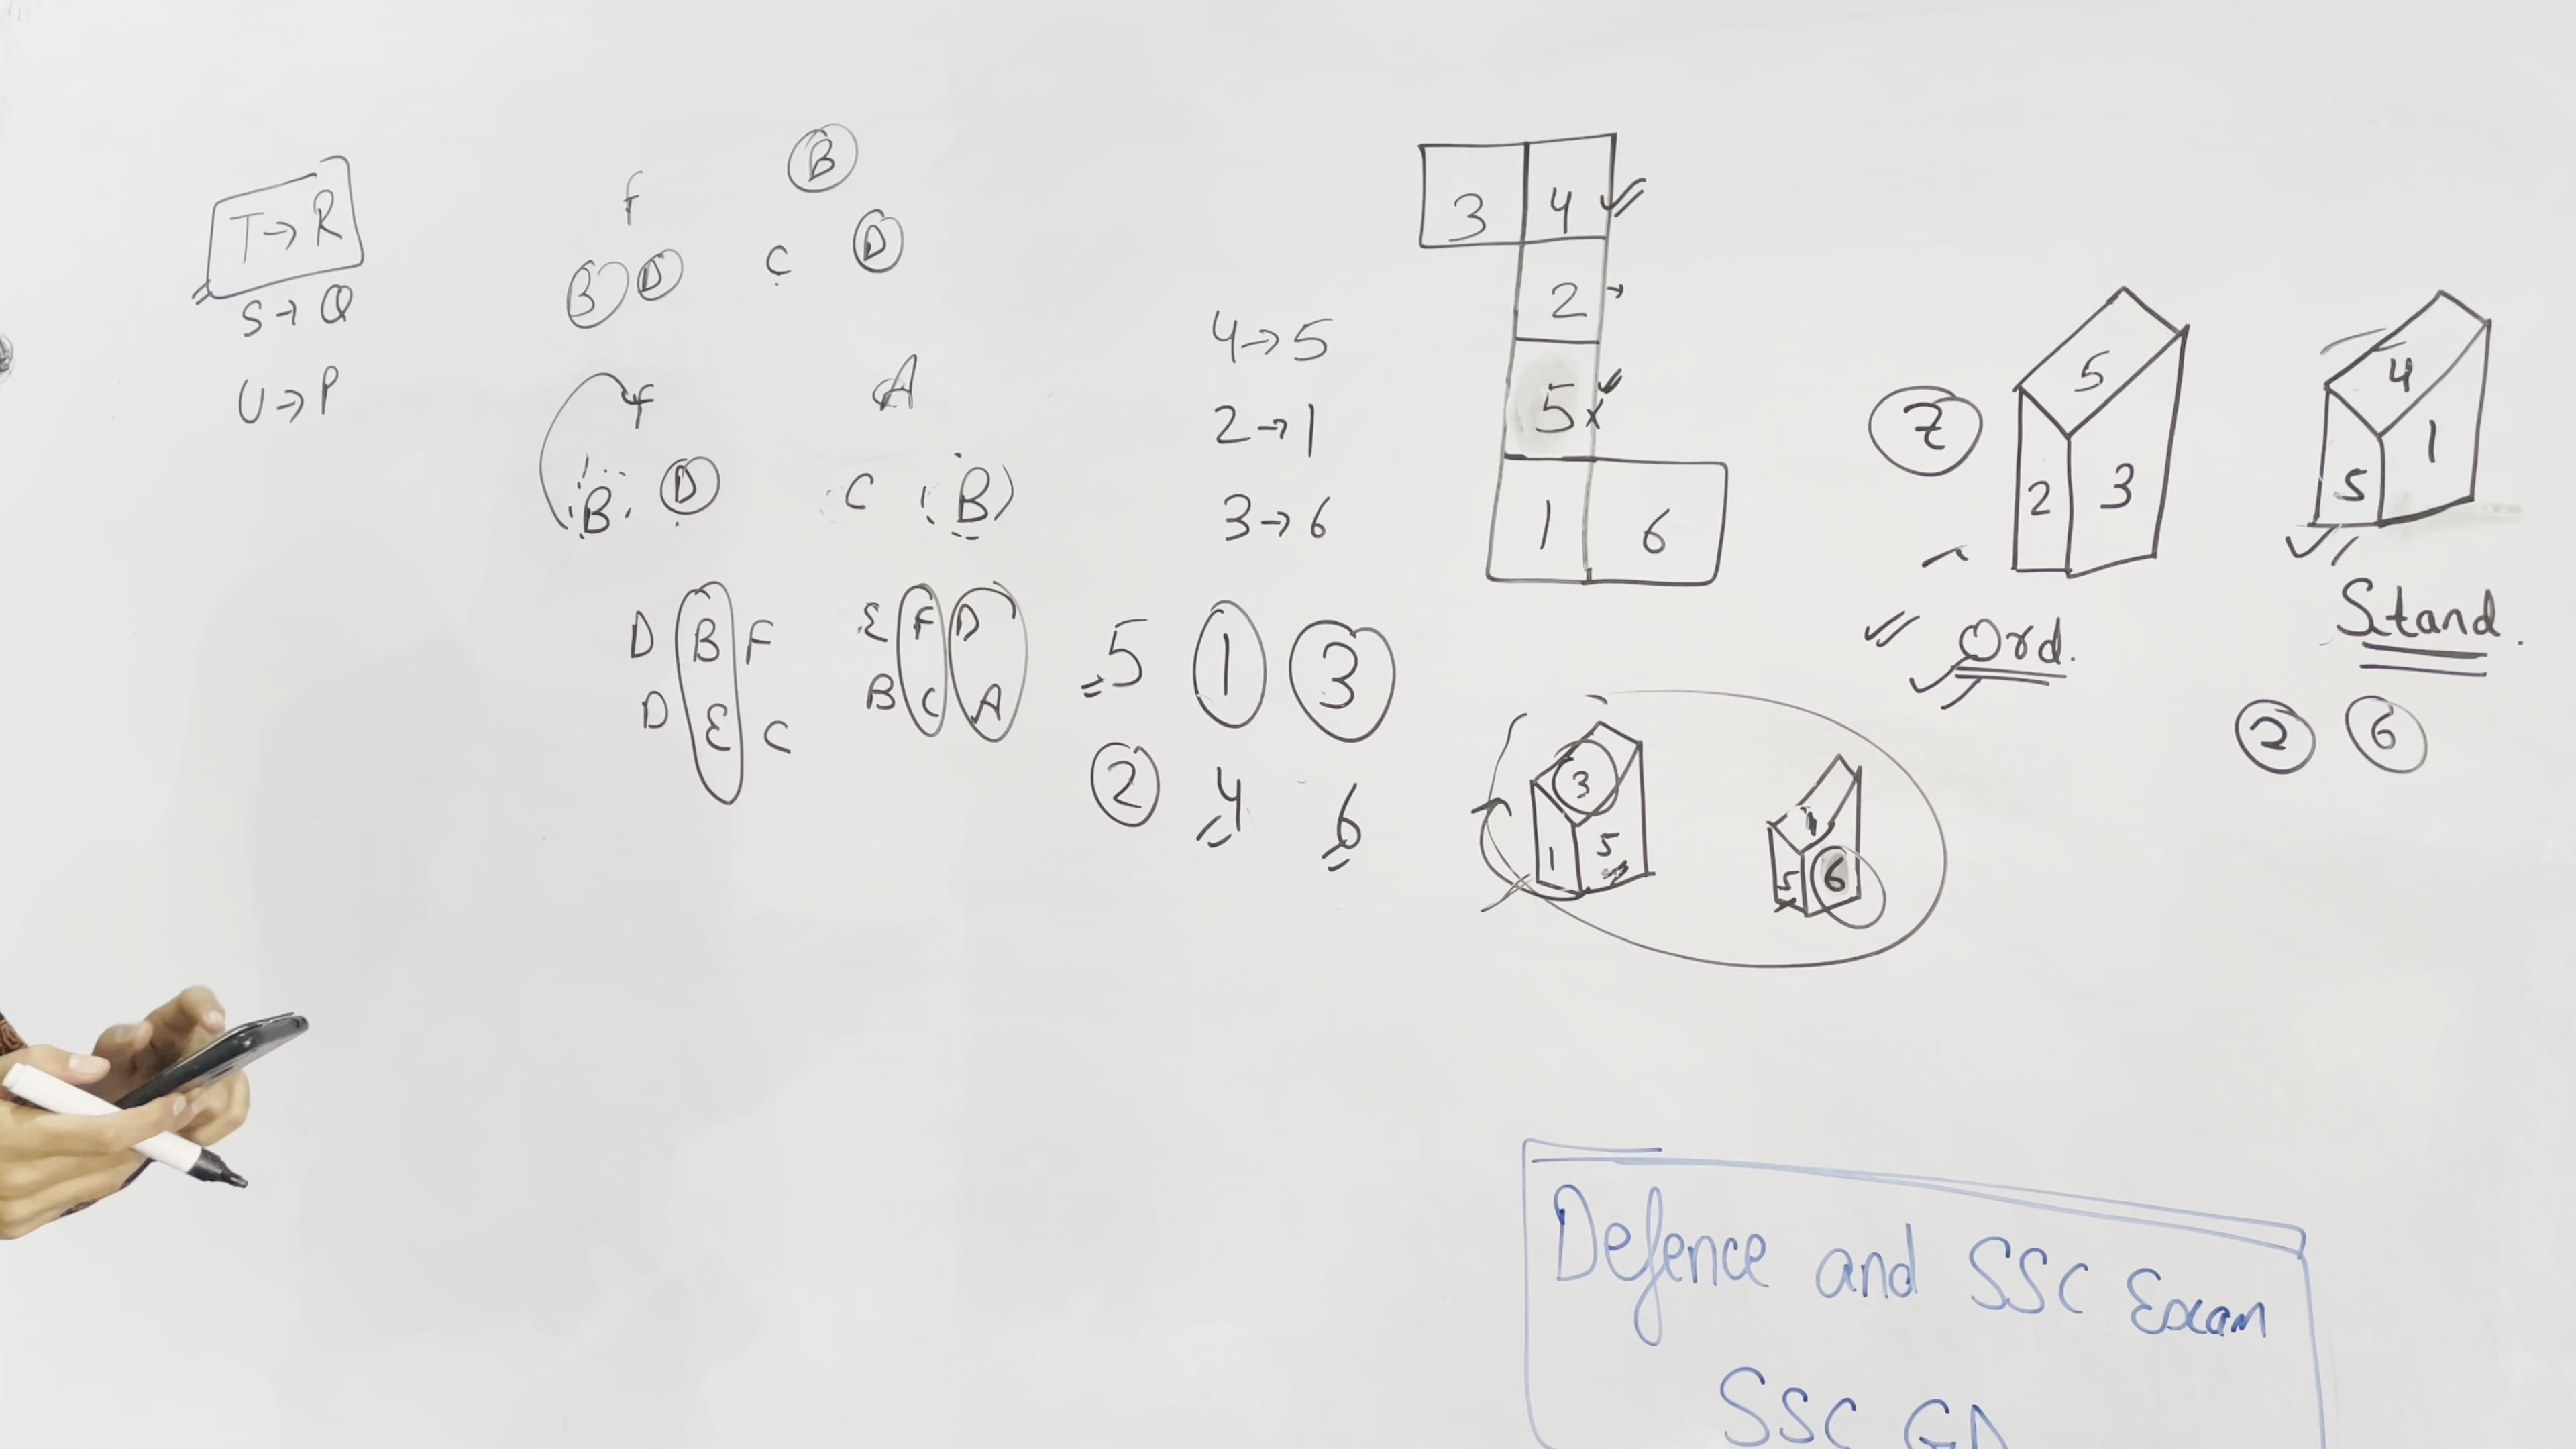 T→R
S→Q
U→P
f
B D
B
C D
f
B D
A
C B
D B F
D E C
E F D
B C A
4→5
2→1
3→6
5 1 3
2 4 6
3 4
2
5 x
1 6
7
5
2 3
Ord.
4
5 1
Stand.
2 6
3
1 5
5 6
Defence and SSC Exam
SSC GD